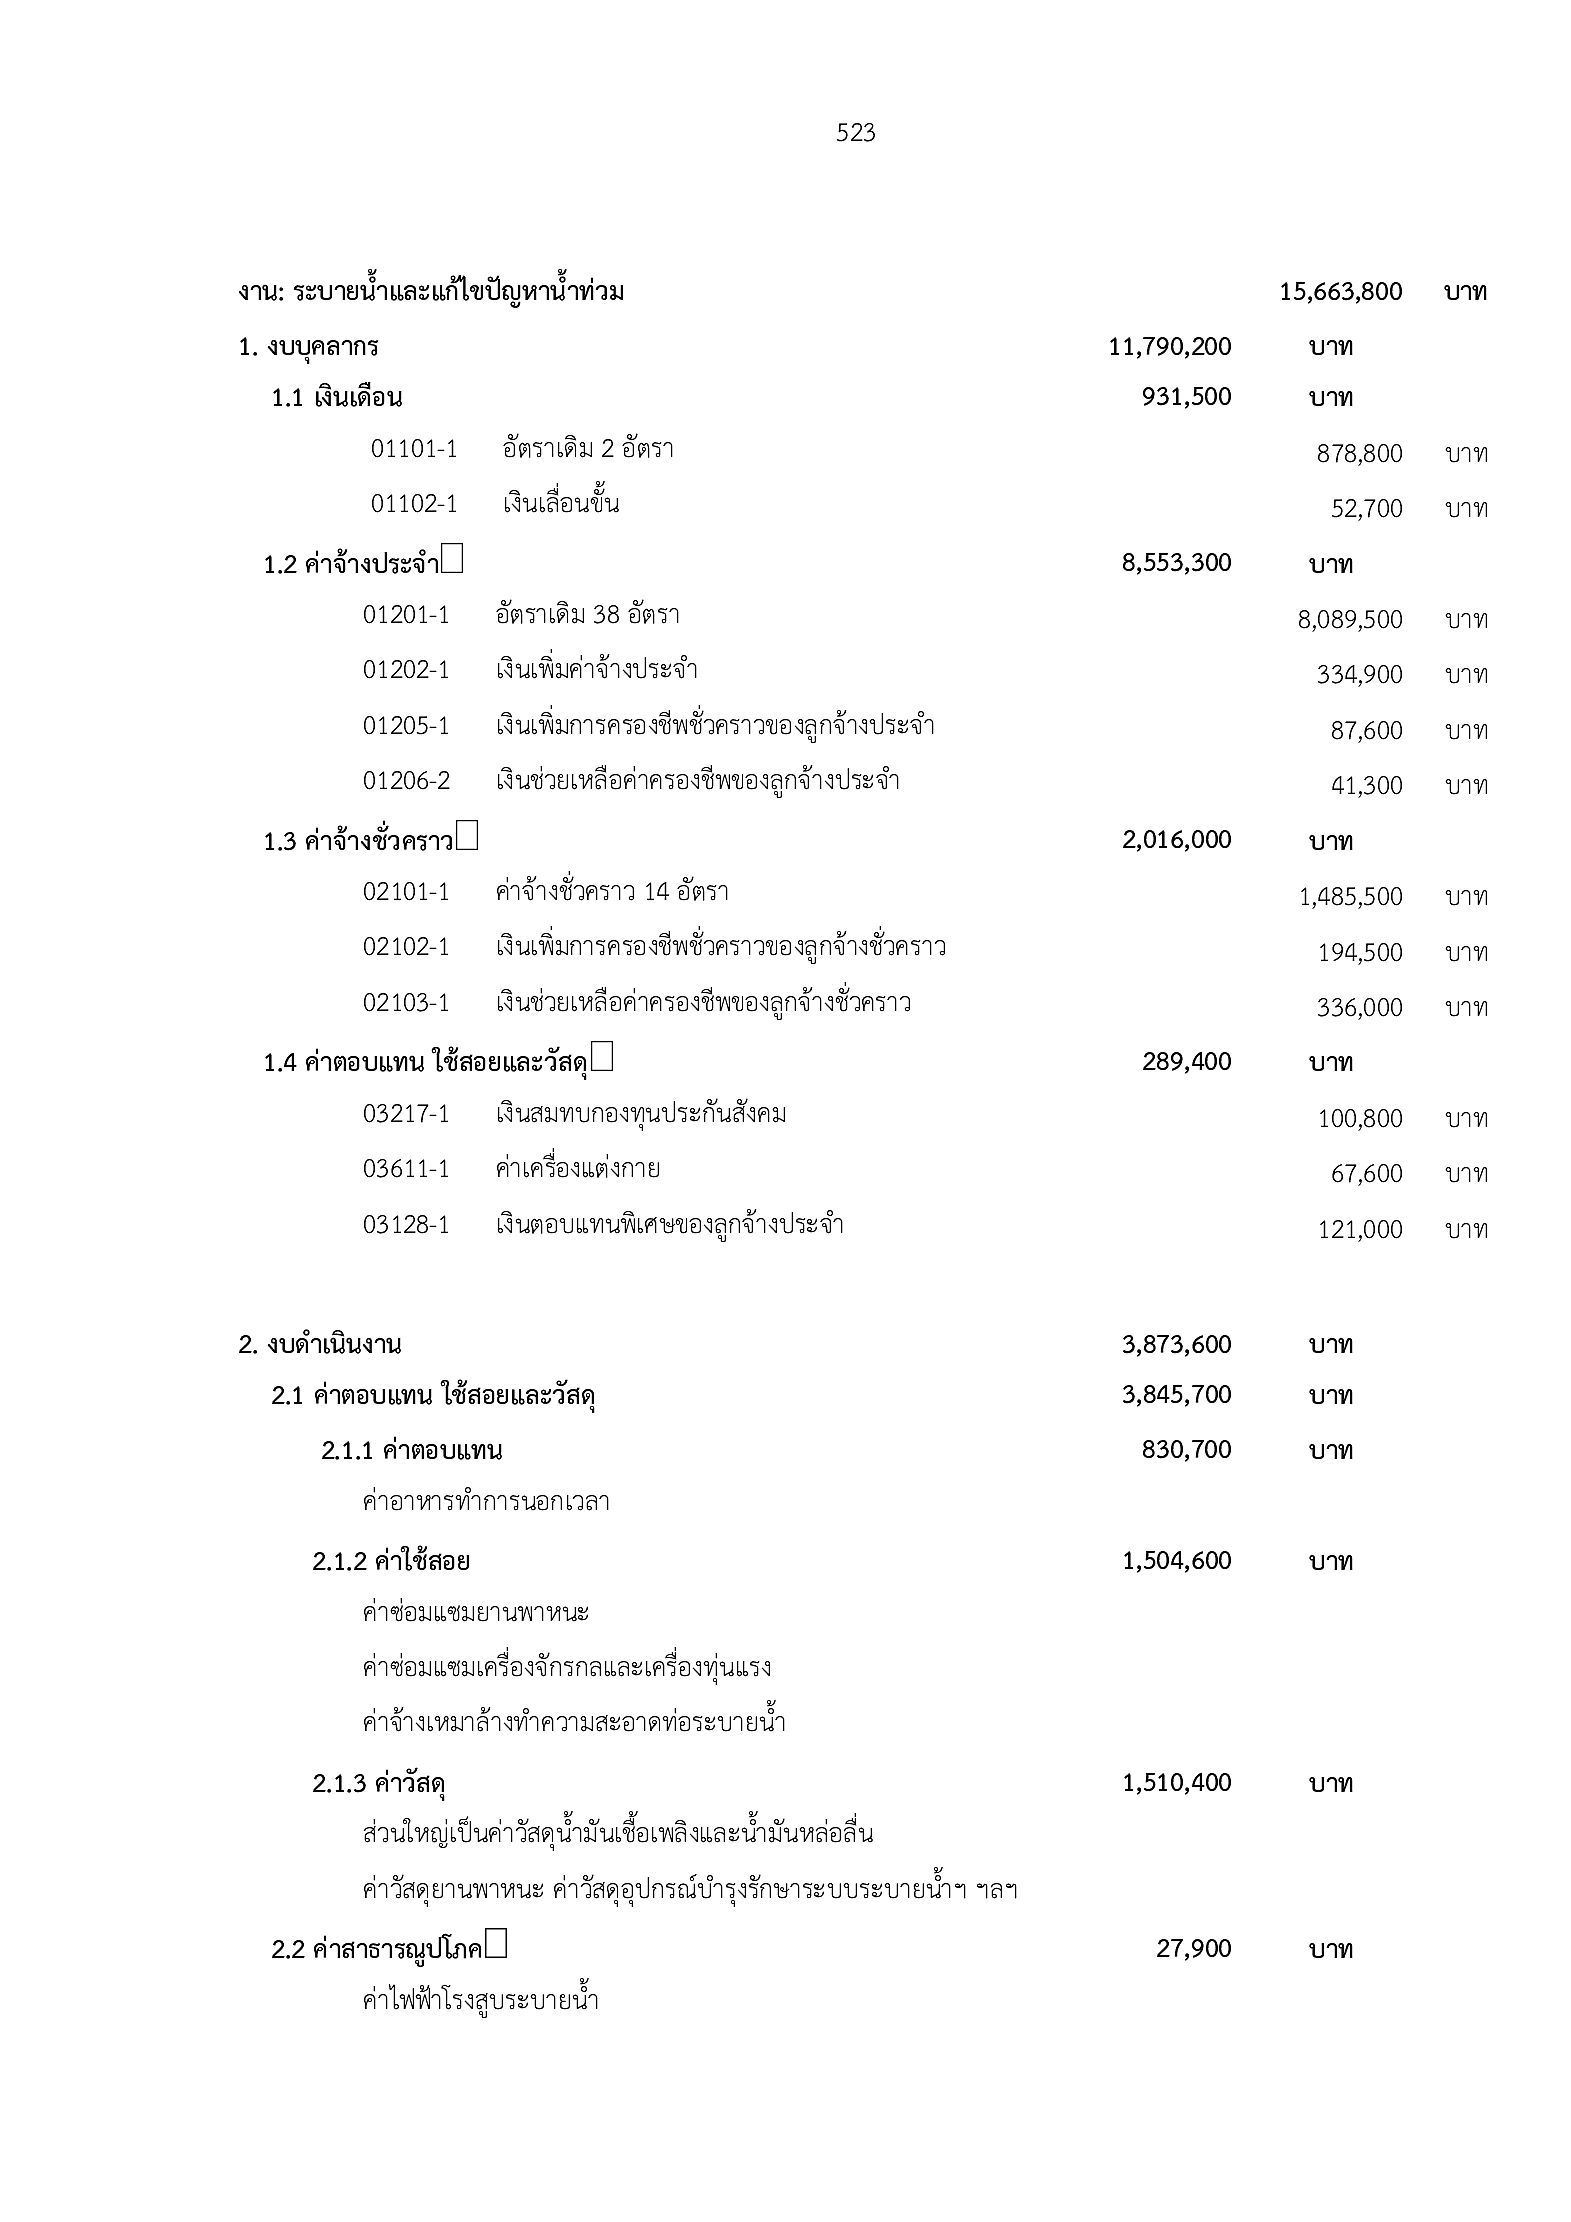 523
งาน: ระบายน้ำและแก้ไขปัญหาน้ำท่วม 15,663,800 บาท
1. งบบุคลากร 11,790,200 บาท
1.1 เงินเดือน 931,500 บาท
01101-1 อัตราเดิม 2 อัตรา 878,800 บาท
01102-1 เงินเลื่อนขั้น 52,700 บาท
1.2 ค่าจ้างประจำ 8,553,300 บาท
01201-1 อัตราเดิม 38 อัตรา 8,089,500 บาท
01202-1 เงินเพิ่มค่าจ้างประจำ 334,900 บาท
01205-1 เงินเพิ่มการครองชีพชั่วคราวของลูกจ้างประจำ 87,600 บาท
01206-2 เงินช่วยเหลือค่าครองชีพของลูกจ้างประจำ 41,300 บาท
1.3 ค่าจ้างชั่วคราว 2,016,000 บาท
02101-1 ค่าจ้างชั่วคราว 14 อัตรา 1,485,500 บาท
02102-1 เงินเพิ่มการครองชีพชั่วคราวของลูกจ้างชั่วคราว 194,500 บาท
02103-1 เงินช่วยเหลือค่าครองชีพของลูกจ้างชั่วคราว 336,000 บาท
1.4 ค่าตอบแทน ใช้สอยและวัสดุ 289,400 บาท
03217-1 เงินสมทบกองทุนประกันสังคม 100,800 บาท
03611-1 ค่าเครื่องแต่งกาย 67,600 บาท
03128-1 เงินตอบแทนพิเศษของลูกจ้างประจำ 121,000 บาท
2. งบดำเนินงาน 3,873,600 บาท
2.1 ค่าตอบแทน ใช้สอยและวัสดุ 3,845,700 บาท
2.1.1 ค่าตอบแทน 830,700 บาท
ค่าอาหารทำการนอกเวลา
2.1.2 ค่าใช้สอย 1,504,600 บาท
ค่าซ่อมแซมยานพาหนะ
ค่าซ่อมแซมเครื่องจักรกลและเครื่องทุ่นแรง
ค่าจ้างเหมาล้างทำความสะอาดท่อระบายน้ำ
2.1.3 ค่าวัสดุ 1,510,400 บาท
ส่วนใหญ่เป็นค่าวัสดุน้ำมันเชื้อเพลิงและน้ำมันหล่อลื่น
ค่าวัสดุยานพาหนะ ค่าวัสดุอุปกรณ์บำรุงรักษาระบบระบายน้ำฯ ฯลฯ
2.2 ค่าสาธารณูปโภค 27,900 บาท
ค่าไฟฟ้าโรงสูบระบายน้ำ